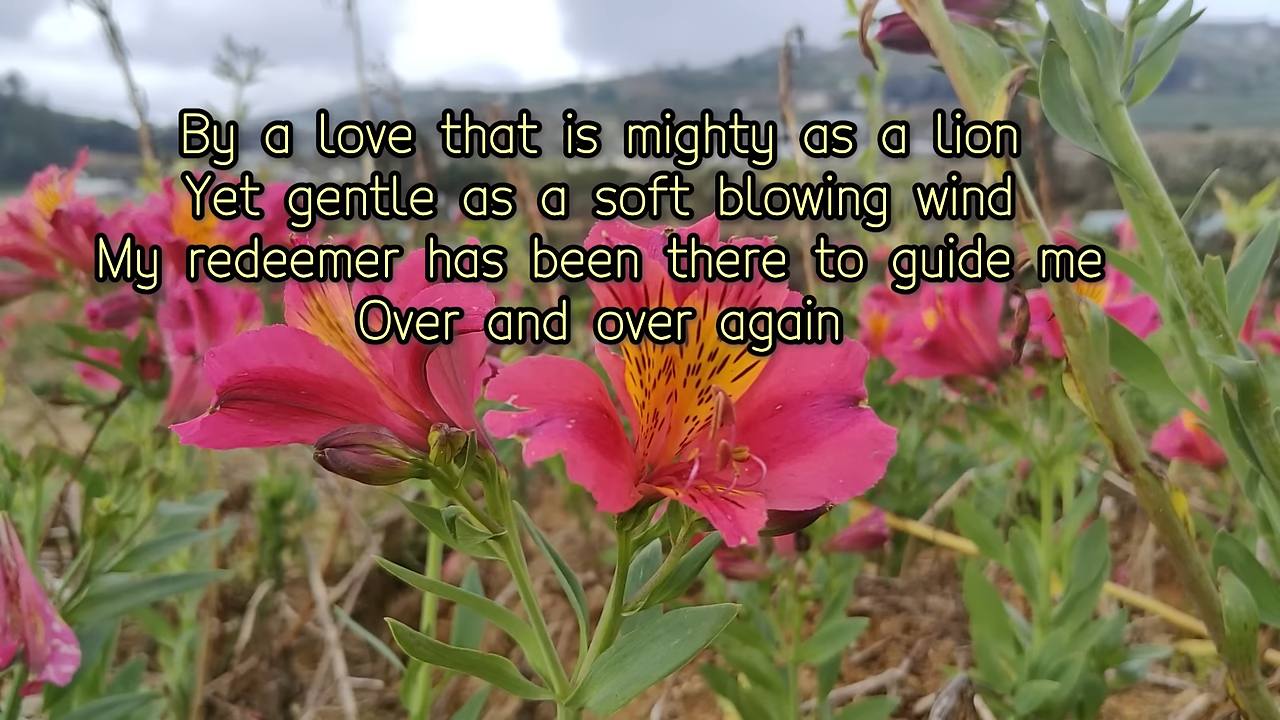 By a love that is mighty as a lion
Yet gentle as a soft blowing wind
My redeemer has been there to guide me
Over and over again